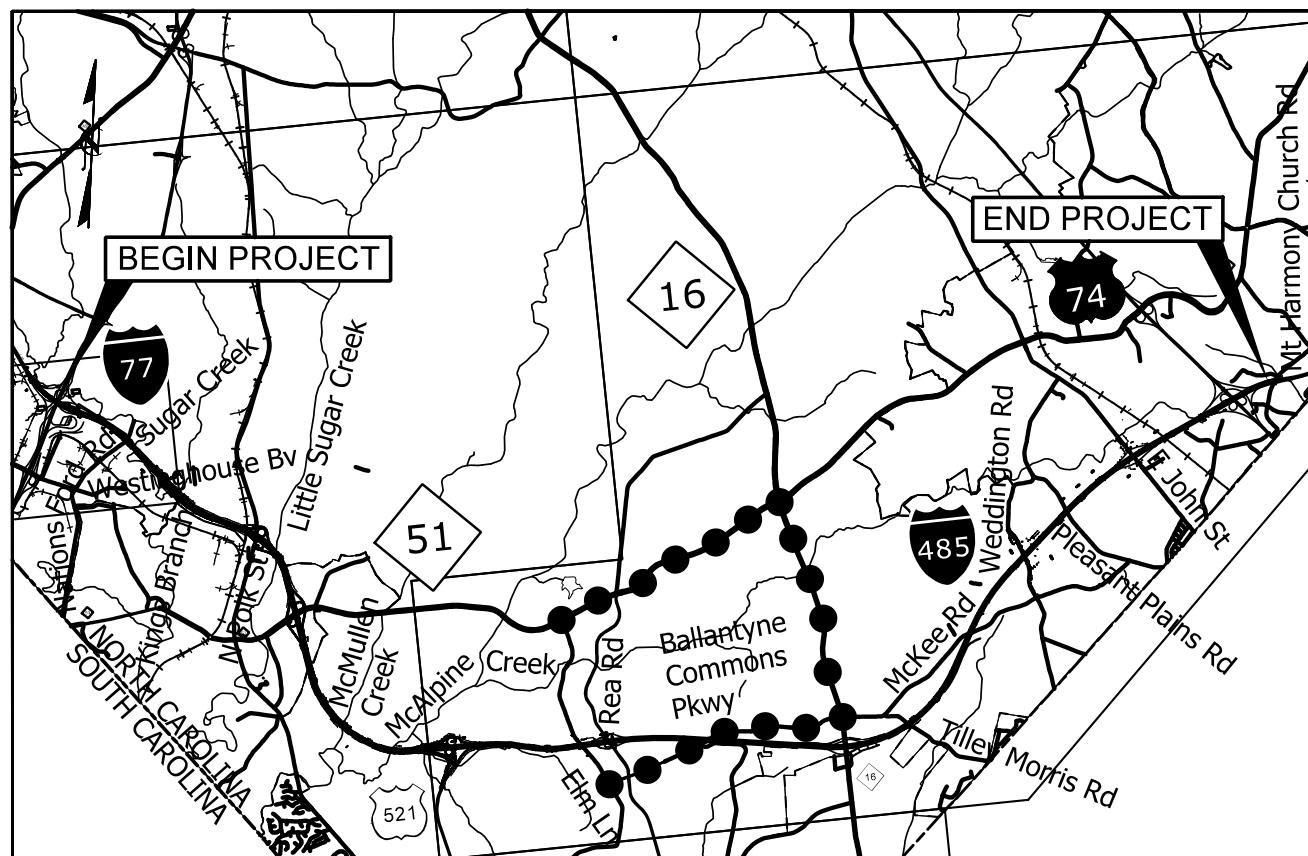 Mt Harmony Church Rd
END PROJECT
BEGIN PROJECT
16
74
77
Sugar Creek
Little Sugar Creek
Westinghouse Bv
51
485
Weddington Rd
E John St
Pleasant Plains Rd
Kings Branch
N Polk St
McMullen
Creek
McAlpine
Creek
Rea Rd
Ballantyne
Commons
Pkwy
McKee Rd
NORTH CAROLINA
SOUTH CAROLINA
Tilley Morris Rd
Elm Ln
16
521